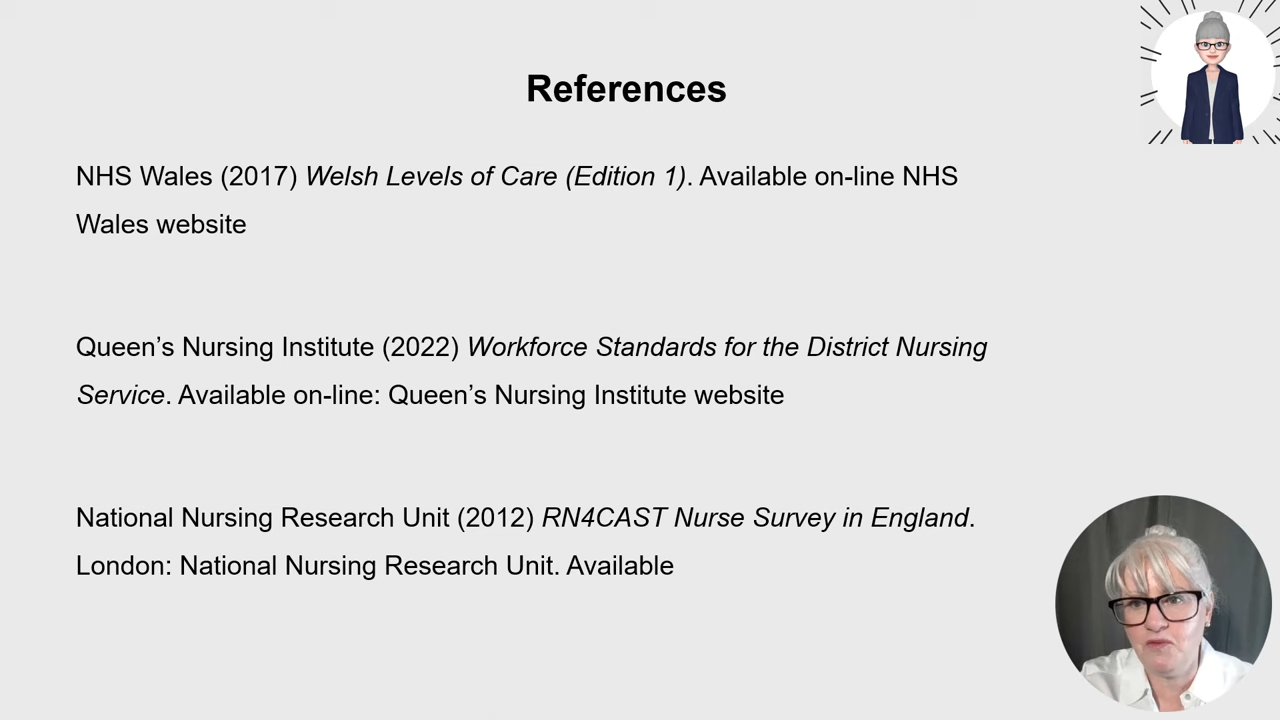 References
NHS Wales (2017) Welsh Levels of Care (Edition 1). Available on-line NHS
Wales website
Queen’s Nursing Institute (2022) Workforce Standards for the District Nursing
Service. Available on-line: Queen’s Nursing Institute website
National Nursing Research Unit (2012) RN4CAST Nurse Survey in England.
London: National Nursing Research Unit. Available